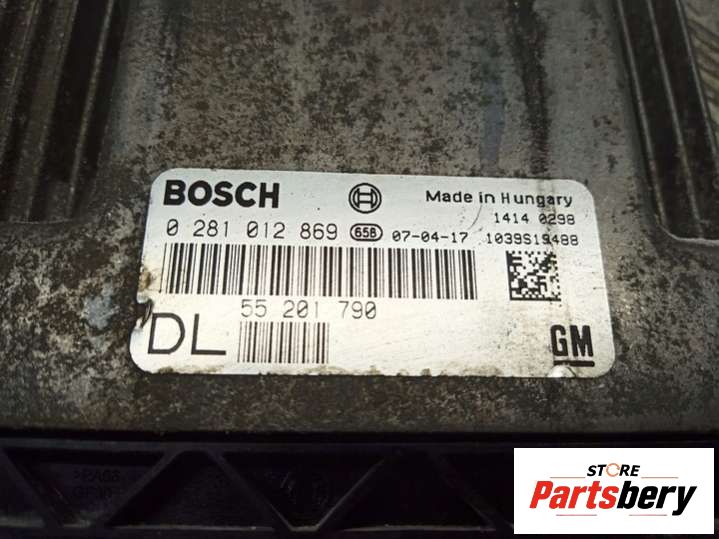 BOSCH
Made in Hungary
1414 0298
0 281 012 869 658 07-04-17 1039S19488
55 201 790
DL
GM
>PA66
STORE
Partsbery